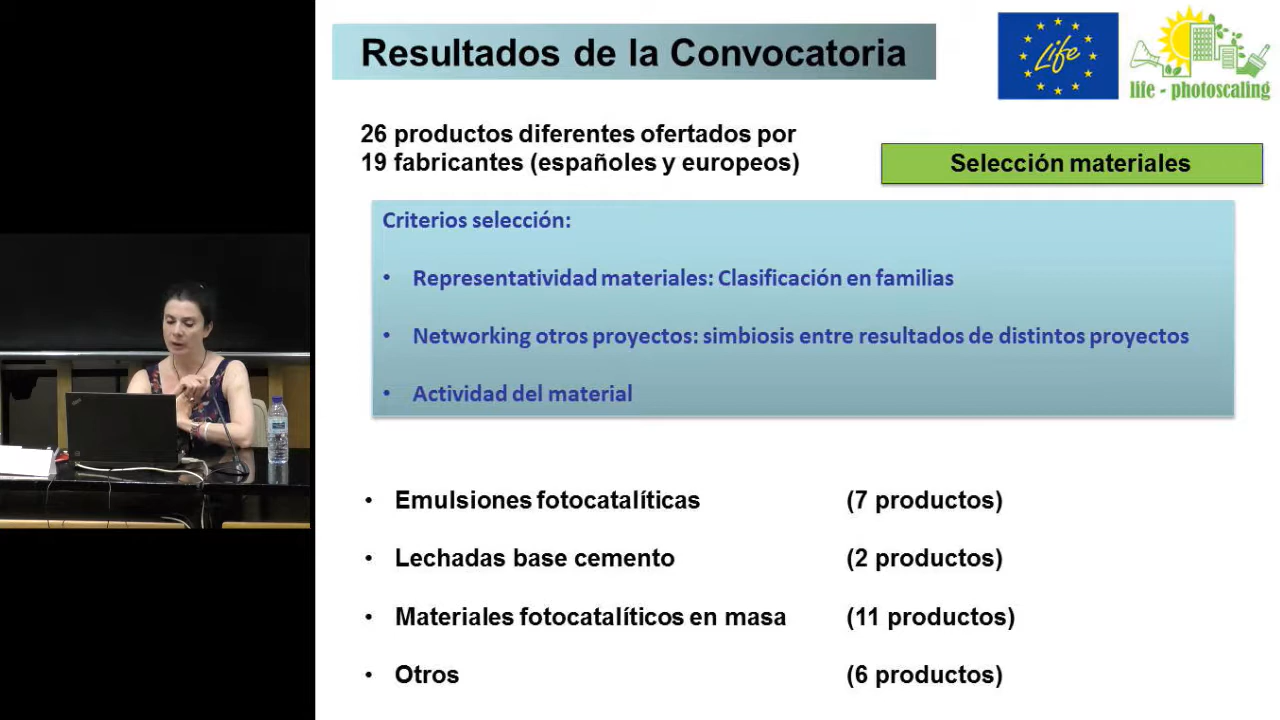 Resultados de la Convocatoria
Life
life - photoscaling
26 productos diferentes ofertados por
19 fabricantes (españoles y europeos)
Selección materiales
Criterios selección:
• Representatividad materiales: Clasificación en familias
• Networking otros proyectos: simbiosis entre resultados de distintos proyectos
• Actividad del material
• Emulsiones fotocatalíticas (7 productos)
• Lechadas base cemento (2 productos)
• Materiales fotocatalíticos en masa (11 productos)
• Otros (6 productos)